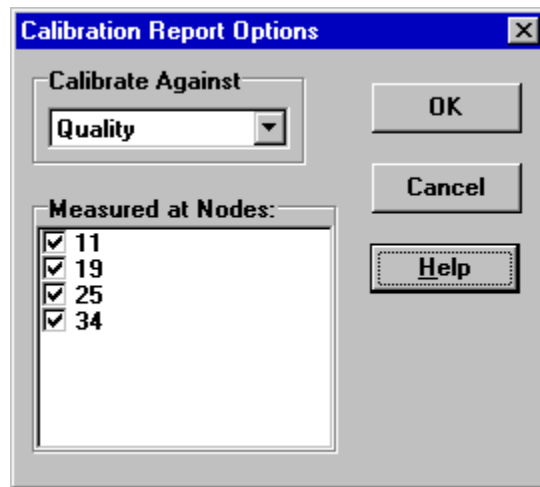 Calibration Report Options
Calibrate Against
Quality
OK
Cancel
Help
Measured at Nodes:
11
19
25
34